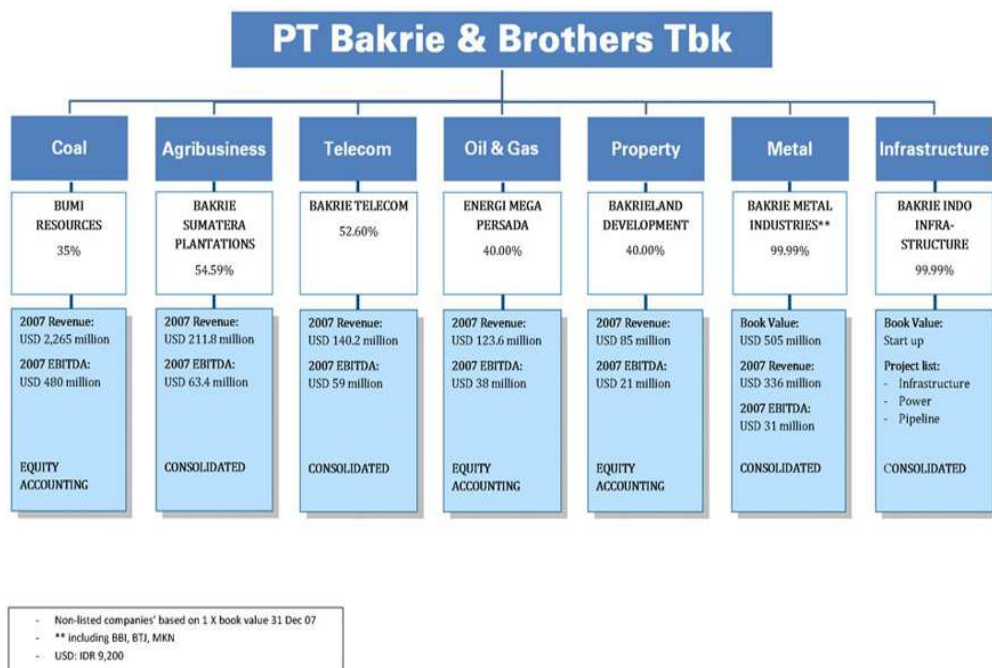 PT Bakrie & Brothers Tbk
Coal
BUMI
RESOURCES
35%
2007 Revenue:
USD 2,265 million
2007 EBITDA:
USD 480 million
EQUITY
ACCOUNTING
Agribusiness
BAKRIE
SUMATERA
PLANTATIONS
54.59%
2007 Revenue:
USD 211.8 million
2007 EBITDA:
USD 63.4 million
CONSOLIDATED
Telecom
BAKRIE TELECOM
52.60%
2007 Revenue:
USD 140.2 million
2007 EBITDA:
USD 59 million
CONSOLIDATED
Oil & Gas
ENERGI MEGA
PERSADA
40.00%
2007 Revenue:
USD 123.6 million
2007 EBITDA:
USD 38 million
EQUITY
ACCOUNTING
Property
BAKRIELAND
DEVELOPMENT
40.00%
2007 Revenue:
USD 85 million
2007 EBITDA:
USD 21 million
EQUITY
ACCOUNTING
Metal
BAKRIE METAL
INDUSTRIES**
99.99%
Book Value:
USD 505 million
2007 Revenue:
USD 336 million
2007 EBITDA:
USD 31 million
CONSOLIDATED
Infrastructure
BAKRIE INDO
INFRA-
STRUCTURE
99.99%
Book Value:
Start up
Project list:
- Infrastructure
- Power
- Pipeline
CONSOLIDATED
- Non-listed companies' based on 1 X book value 31 Dec 07
- ** including BBI, BTJ, MKN
- USD: IDR 9,200